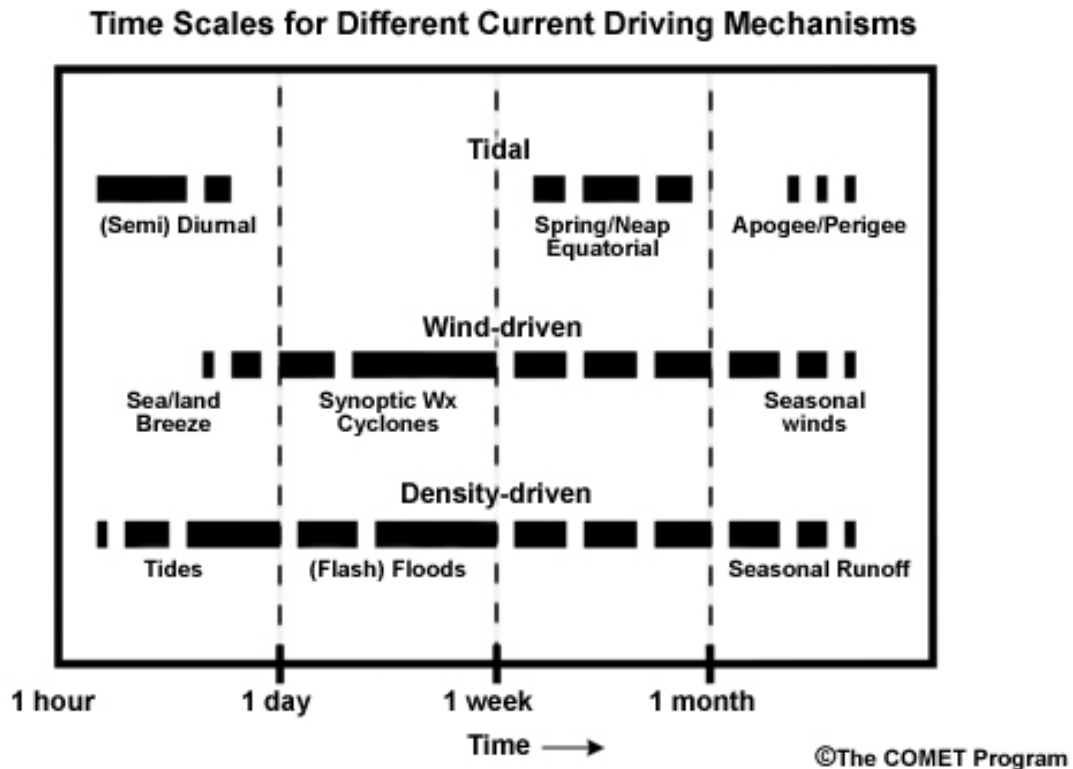 Time Scales for Different Current Driving Mechanisms
Tidal
(Semi) Diurnal
Spring/Neap
Equatorial
Apogee/Perigee
Wind-driven
Sea/land
Breeze
Synoptic Wx
Cyclones
Seasonal
winds
Density-driven
Tides
(Flash) Floods
Seasonal Runoff
1 hour
1 day
1 week
1 month
Time
©The COMET Program